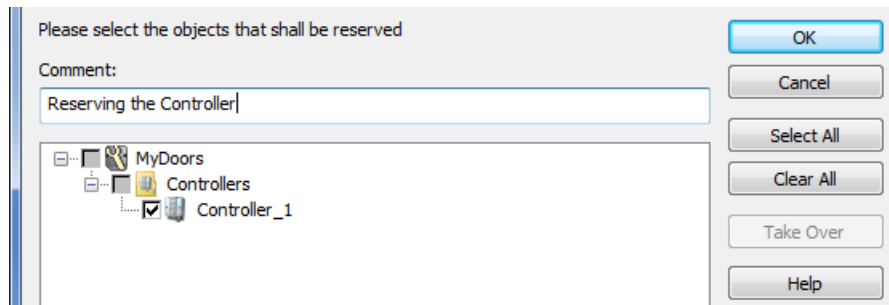 Please select the objects that shall be reserved
OK
Comment:
Cancel
Reserving the Controller
Select All
MyDoors
Clear All
Controllers
Controller_1
Take Over
Help